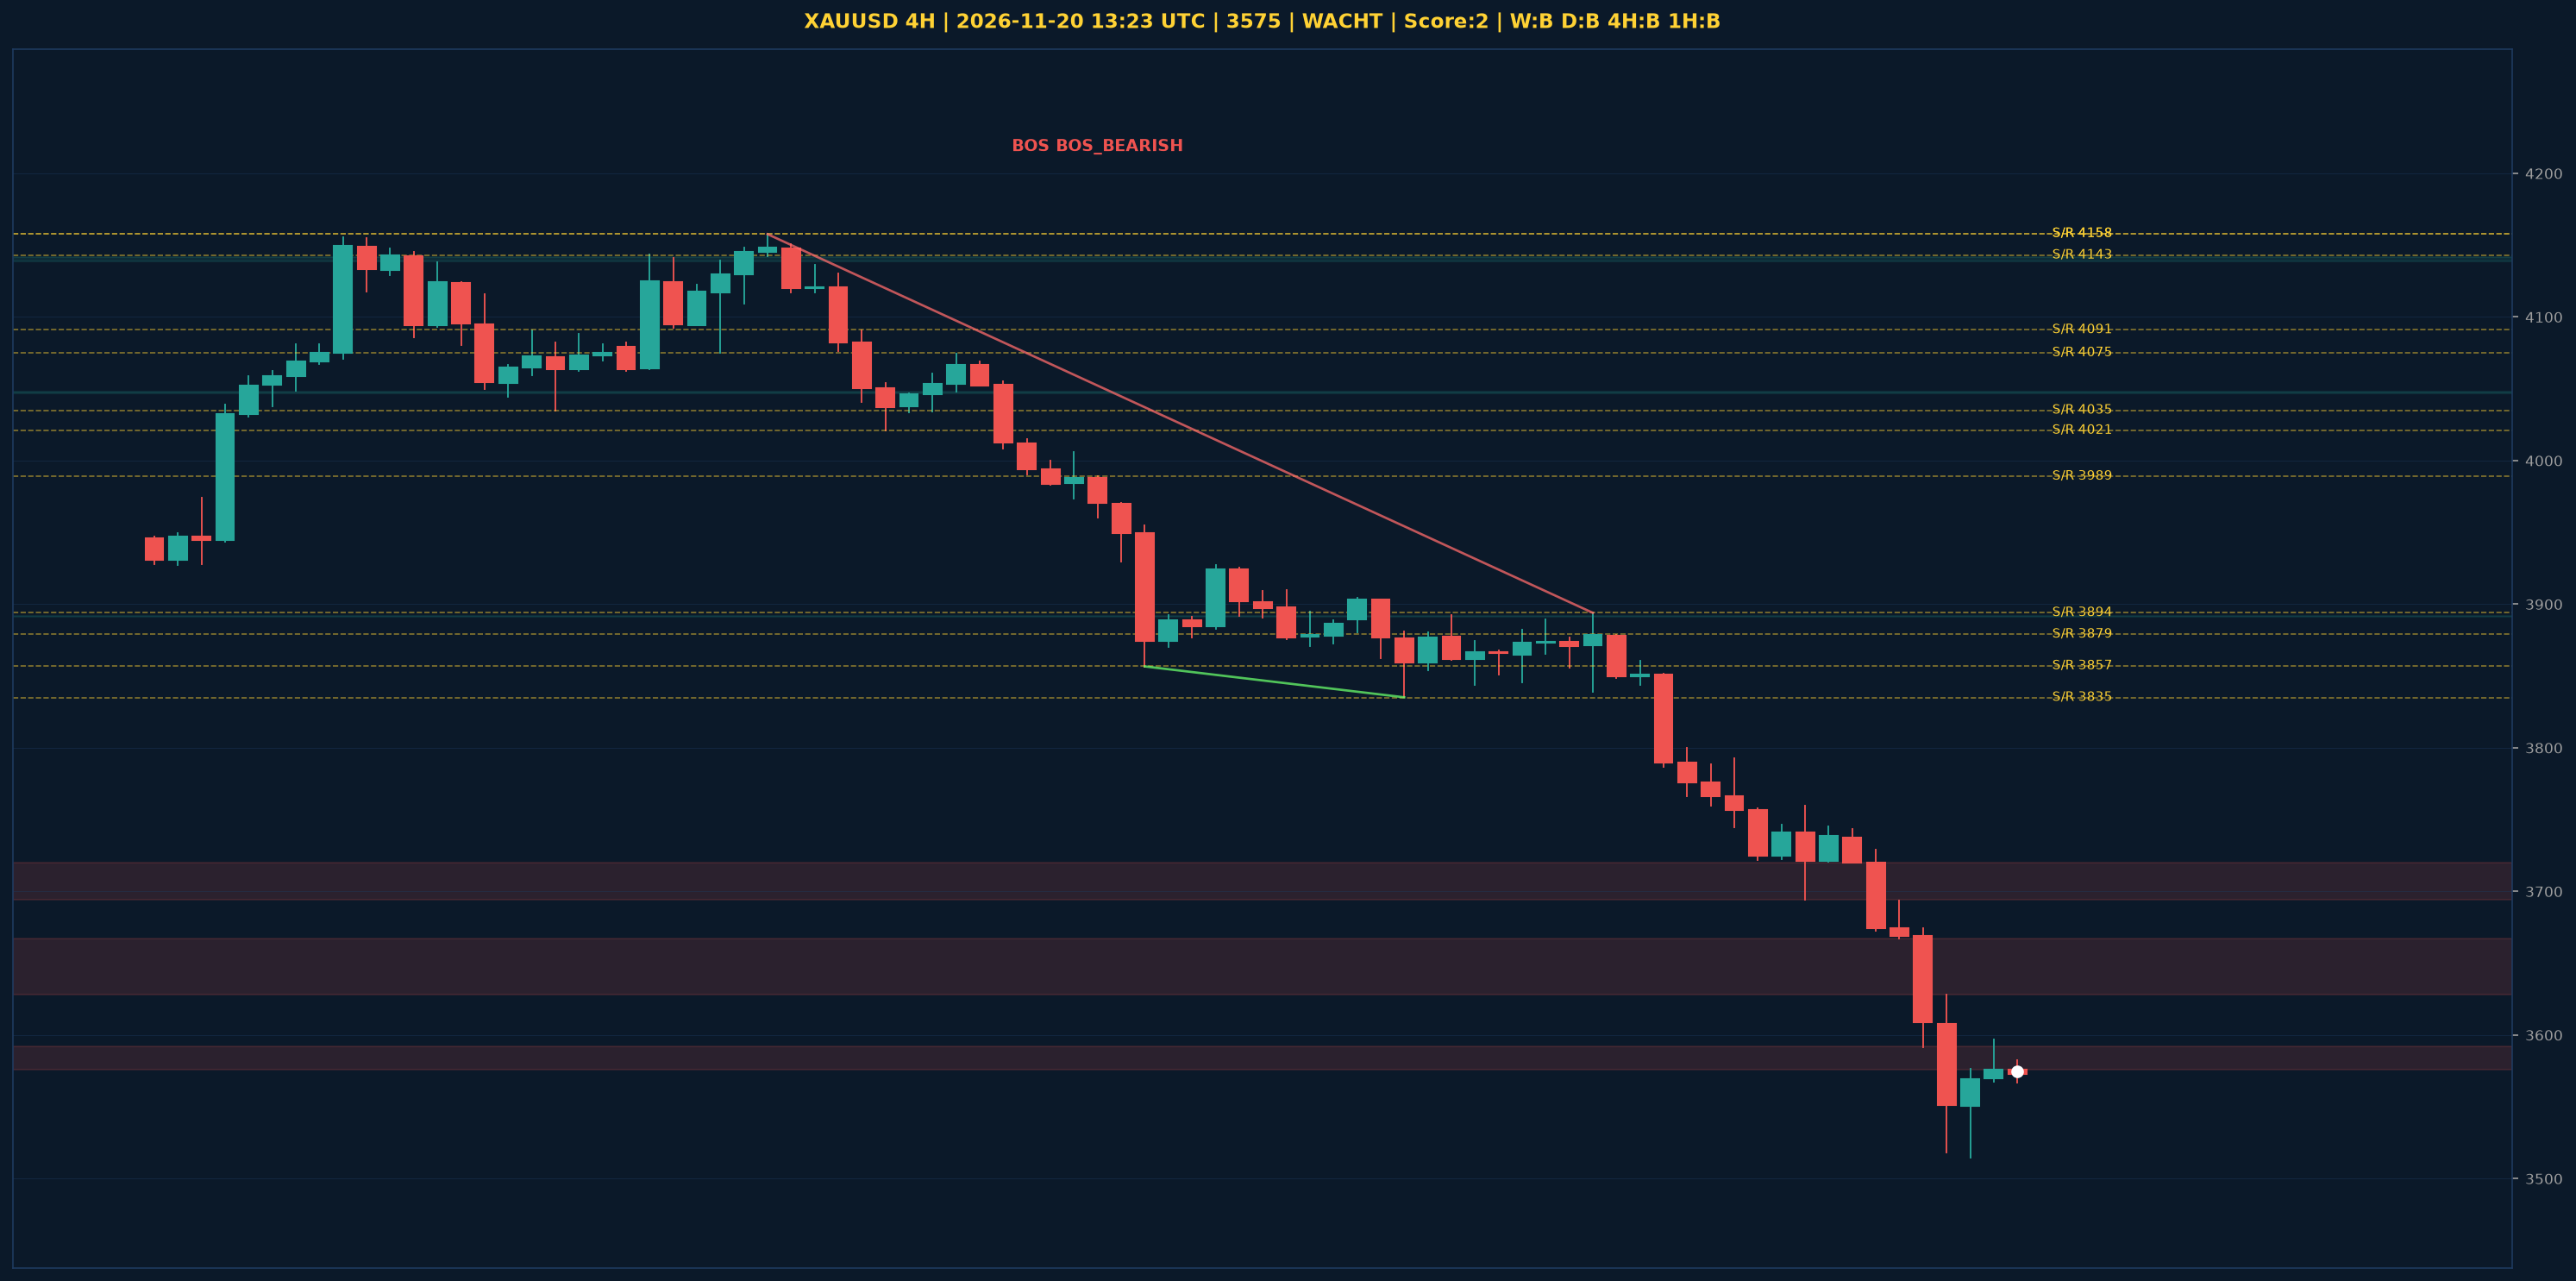 XAUUSD 4H | 2026-11-20 13:23 UTC | 3575 | WACHT | Score:2 | W:B D:B 4H:B 1H:B
BOS BOS_BEARISH
4200
S/R 4158
S/R 4143
4100
S/R 4091
S/R 4075
S/R 4035
S/R 4021
4000
S/R 3989
3900
S/R 3894
S/R 3879
S/R 3857
S/R 3835
3800
3700
3600
3500